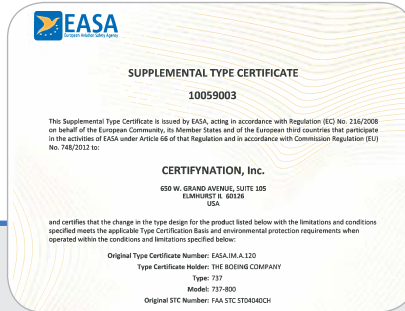 EASA
European Aviation Safety Agency
SUPPLEMENTAL TYPE CERTIFICATE
10059003
This Supplemental Type Certificate is issued by EASA, acting in accordance with Regulation (EC) No. 216/2008
on behalf of the European Community, its Member States and of the European third countries that participate
in the activities of EASA under Article 66 of that Regulation and in accordance with Commission Regulation (EU)
No. 748/2012 to:
CERTIFYNATION, Inc.
650 W. GRAND AVENUE, SUITE 105
ELMHURST IL 60126
USA
and certifies that the change in the type design for the product listed below with the limitations and conditions
specified meets the applicable Type Certification Basis and environmental protection requirements when
operated within the conditions and limitations specified below:
Original Type Certificate Number: EASA.IM.A.120
Type Certificate Holder: THE BOEING COMPANY
Type: 737
Model: 737-800
Original STC Number: FAA STC ST04040CH